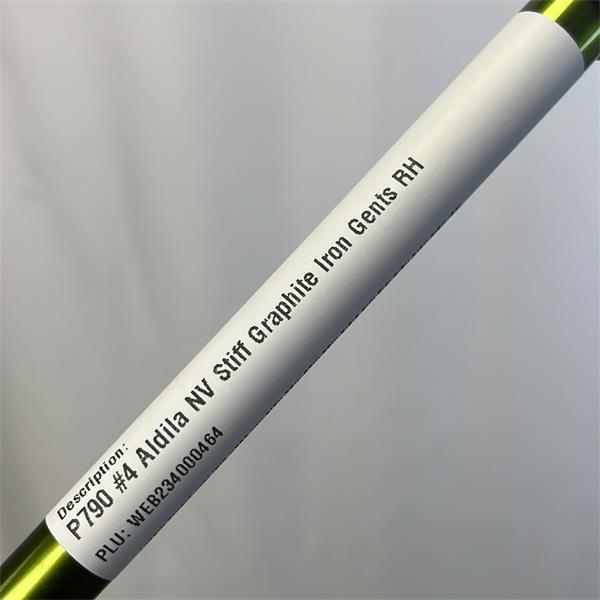 Description:
P790 #4 Aldila NV Stiff Graphite Iron Gents RH
PLU: WEB234000464